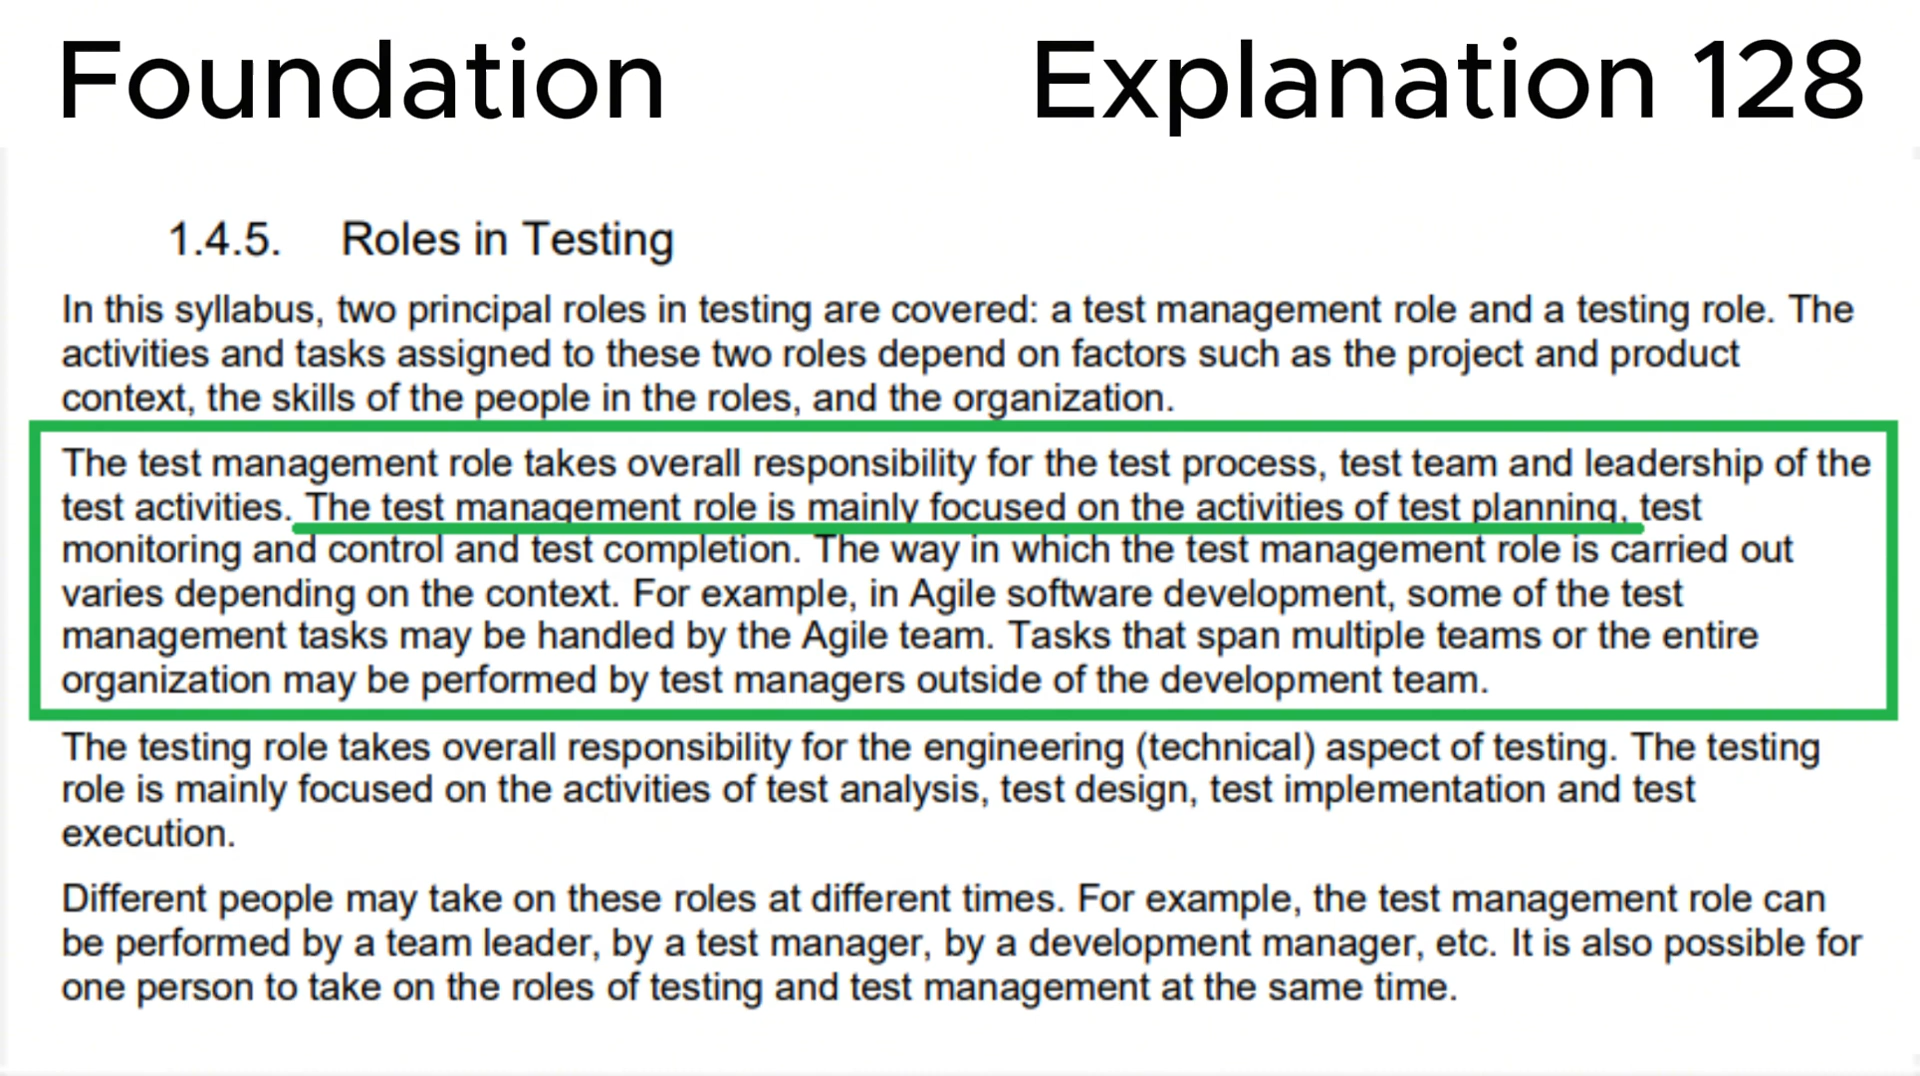 Foundation
Explanation 128
1.4.5. Roles in Testing
In this syllabus, two principal roles in testing are covered: a test management role and a testing role. The
activities and tasks assigned to these two roles depend on factors such as the project and product
context, the skills of the people in the roles, and the organization.
The test management role takes overall responsibility for the test process, test team and leadership of the
test activities. The test management role is mainly focused on the activities of test planning, test
monitoring and control and test completion. The way in which the test management role is carried out
varies depending on the context. For example, in Agile software development, some of the test
management tasks may be handled by the Agile team. Tasks that span multiple teams or the entire
organization may be performed by test managers outside of the development team.
The testing role takes overall responsibility for the engineering (technical) aspect of testing. The testing
role is mainly focused on the activities of test analysis, test design, test implementation and test
execution.
Different people may take on these roles at different times. For example, the test management role can
be performed by a team leader, by a test manager, by a development manager, etc. It is also possible for
one person to take on the roles of testing and test management at the same time.